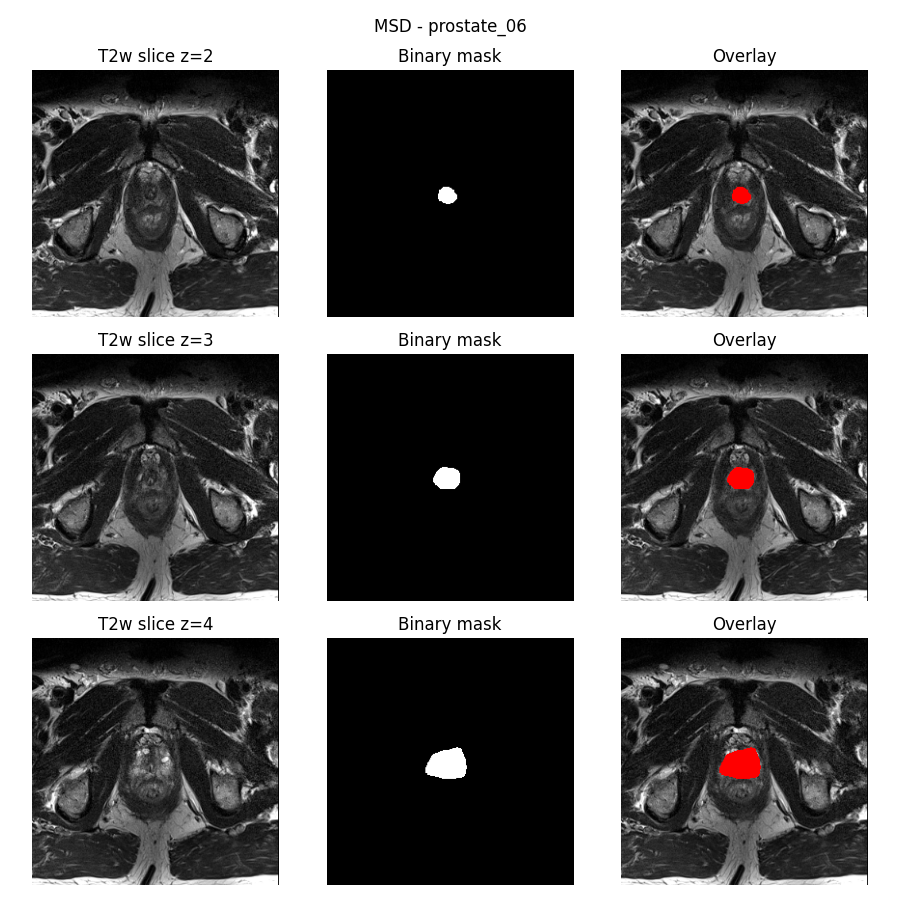 MSD - prostate_06
T2w slice z=2
Binary mask
Overlay
T2w slice z=3
Binary mask
Overlay
T2w slice z=4
Binary mask
Overlay